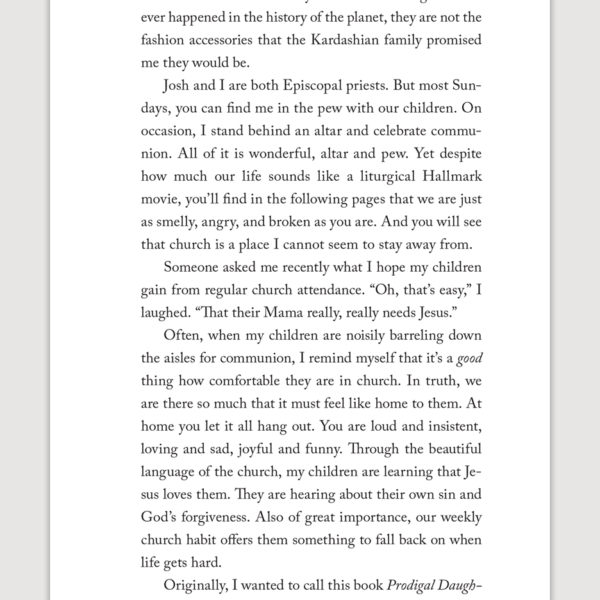 ever happened in the history of the planet, they are not the
fashion accessories that the Kardashian family promised
me they would be.
Josh and I are both Episcopal priests. But most Sun-
days, you can find me in the pew with our children. On
occasion, I stand behind an altar and celebrate commu-
nion. All of it is wonderful, altar and pew. Yet despite
how much our life sounds like a liturgical Hallmark
movie, you’ll find in the following pages that we are just
as smelly, angry, and broken as you are. And you will see
that church is a place I cannot seem to stay away from.
Someone asked me recently what I hope my children
gain from regular church attendance. “Oh, that’s easy,” I
laughed. “That their Mama really, really needs Jesus.”
Often, when my children are noisily barreling down
the aisles for communion, I remind myself that it’s a good
thing how comfortable they are in church. In truth, we
are there so much that it must feel like home to them. At
home you let it all hang out. You are loud and insistent,
loving and sad, joyful and funny. Through the beautiful
language of the church, my children are learning that Je-
sus loves them. They are hearing about their own sin and
God’s forgiveness. Also of great importance, our weekly
church habit offers them something to fall back on when
life gets hard.
Originally, I wanted to call this book Prodigal Daugh-